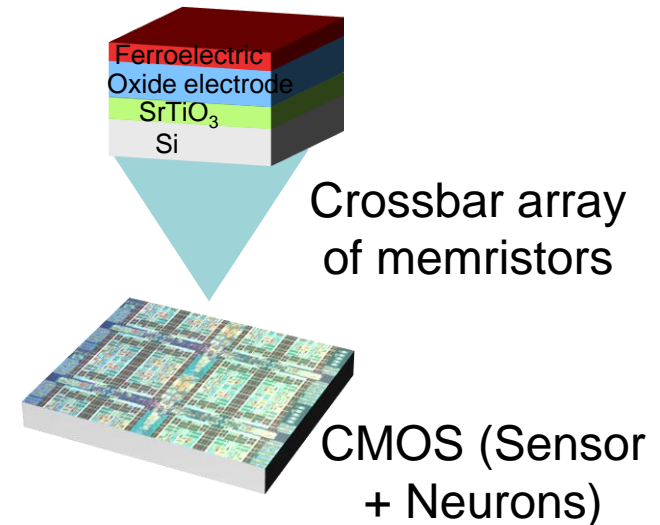 Ferroelectric
Oxide electrode
SrTiO₃
Si
Crossbar array
of memristors
CMOS (Sensor
+ Neurons)